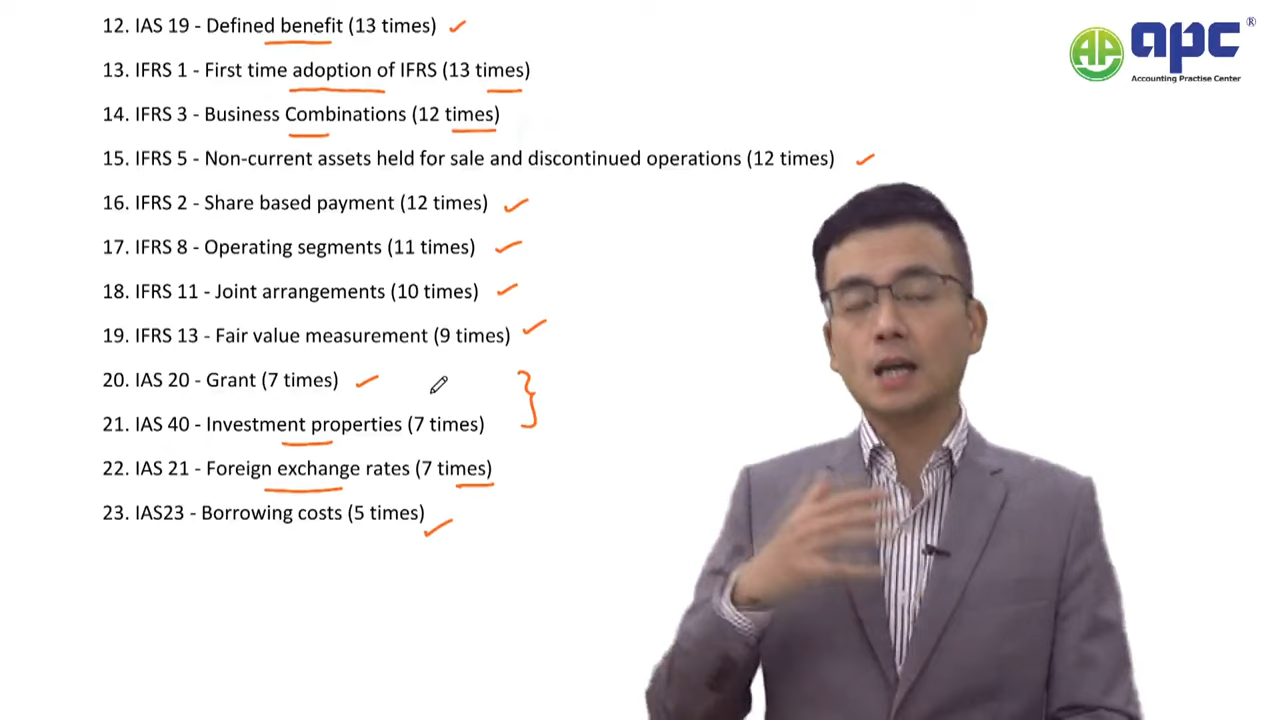 12. IAS 19 - Defined benefit (13 times)
13. IFRS 1 - First time adoption of IFRS (13 times)
14. IFRS 3 - Business Combinations (12 times)
15. IFRS 5 - Non-current assets held for sale and discontinued operations (12 times)
16. IFRS 2 - Share based payment (12 times)
17. IFRS 8 - Operating segments (11 times)
18. IFRS 11 - Joint arrangements (10 times)
19. IFRS 13 - Fair value measurement (9 times)
20. IAS 20 - Grant (7 times)
21. IAS 40 - Investment properties (7 times)
22. IAS 21 - Foreign exchange rates (7 times)
23. IAS23 - Borrowing costs (5 times)
AP apc ®
Accounting Practise Center